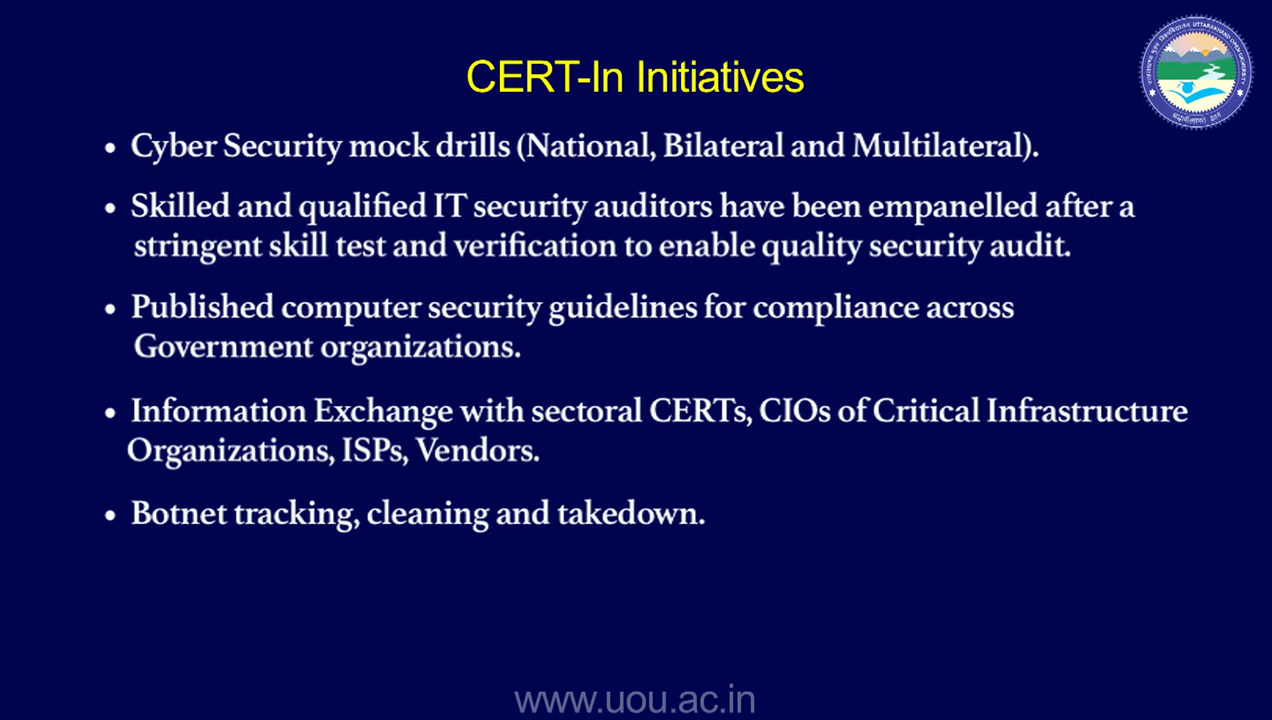 CERT-In Initiatives
• Cyber Security mock drills (National, Bilateral and Multilateral).
• Skilled and qualified IT security auditors have been empanelled after a
stringent skill test and verification to enable quality security audit.
• Published computer security guidelines for compliance across
Government organizations.
• Information Exchange with sectoral CERTs, CIOs of Critical Infrastructure
Organizations, ISPs, Vendors.
• Botnet tracking, cleaning and takedown.
www.uou.ac.in
UTTARAKHAND OPEN UNIVERSITY